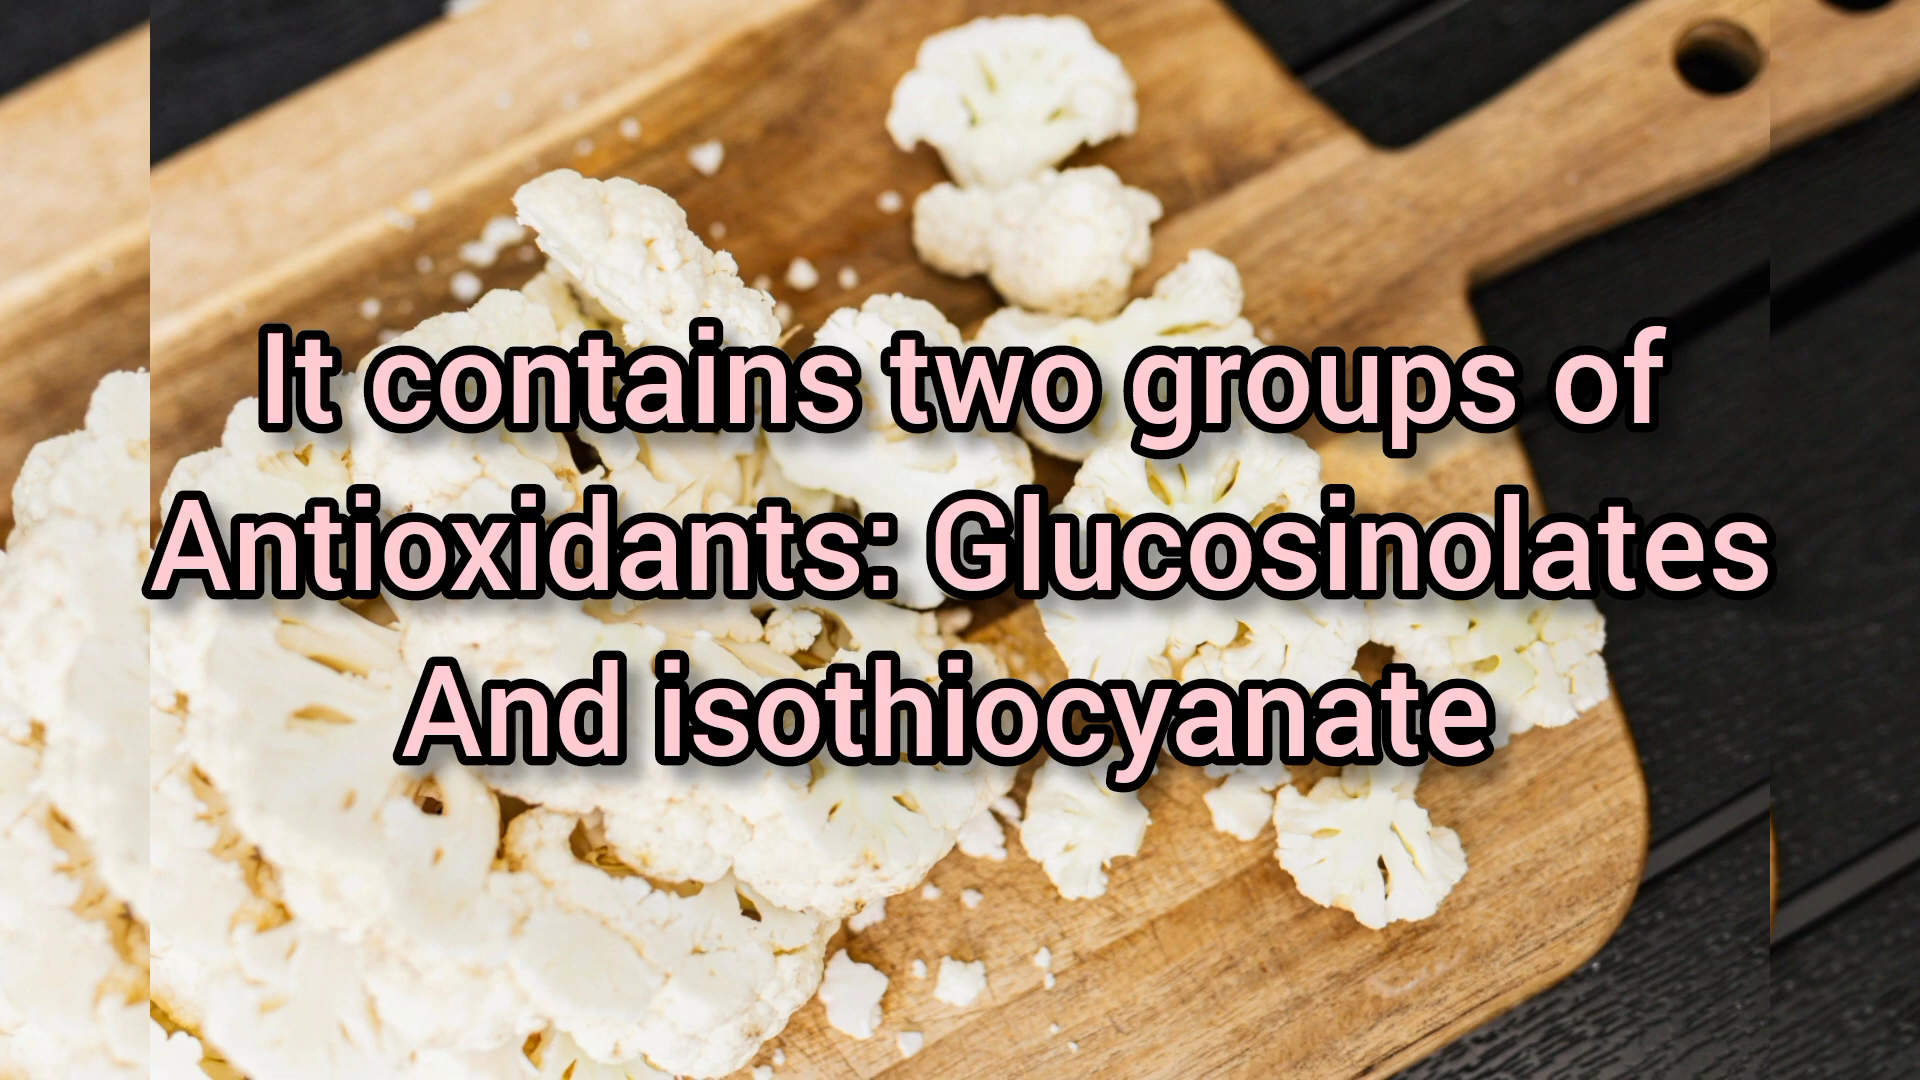 It contains two groups of
Antioxidants: Glucosinolates
And isothiocyanate